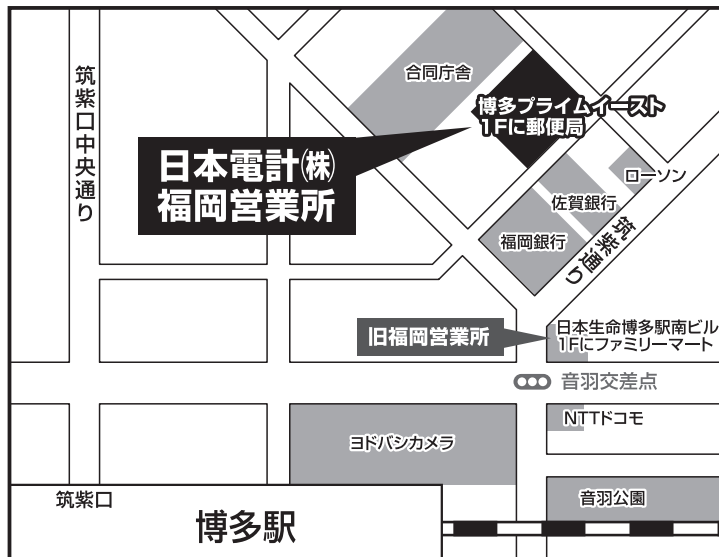 合同庁舎
筑紫口中央通り
博多プライムイースト
1Fに郵便局
日本電計㈱
福岡営業所
ローソン
佐賀銀行
福岡銀行
筑紫通り
旧福岡営業所
日本生命博多駅南ビル
1Fにファミリーマート
音羽交差点
NTTドコモ
ヨドバシカメラ
筑紫口
音羽公園
博多駅